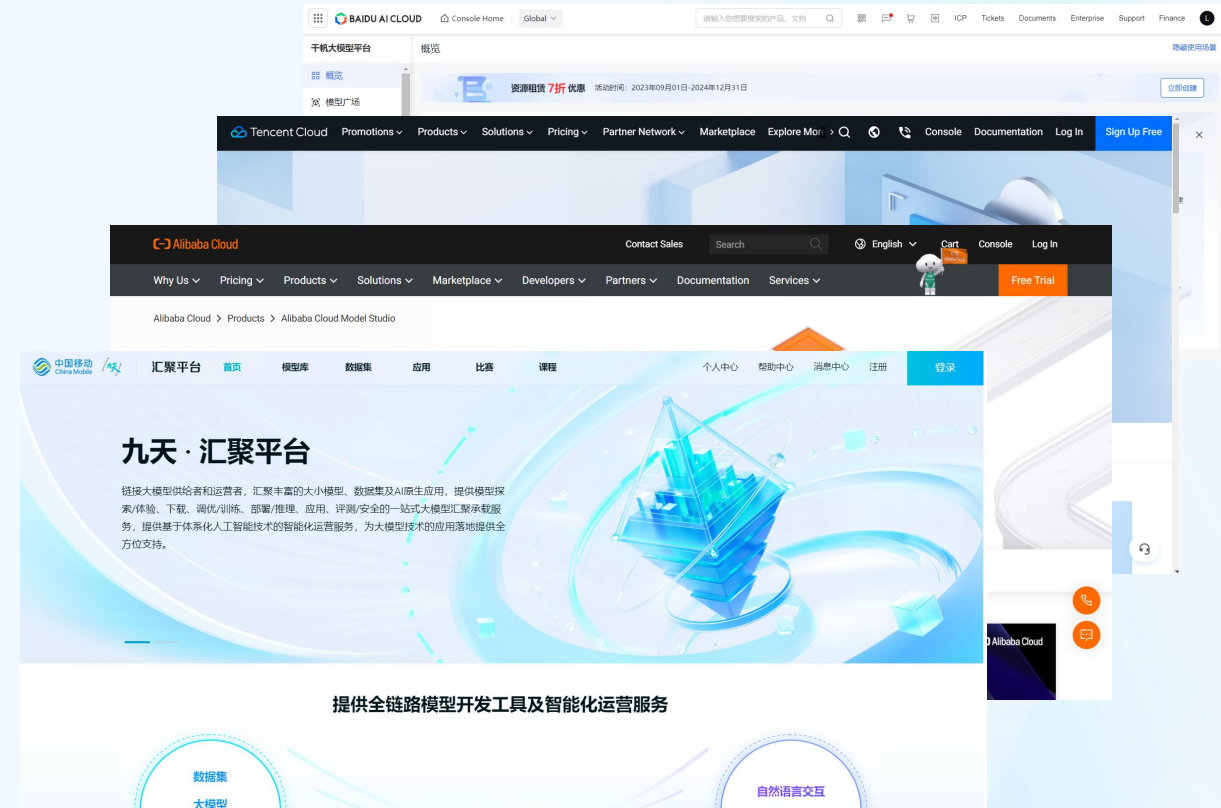 BAIDU AI CLOUD Console Home Global 请输入您想要搜索的产品、文档 ICP Tickets Documents Enterprise Support Finance L
千帆大模型平台 概览 隐藏使用场景
概览
资源租赁 7折 优惠 活动时间：2023年09月01日-2024年12月31日 立即创建
模型广场
Tencent Cloud Promotions Products Solutions Pricing Partner Network Marketplace Explore More Console Documentation Log In Sign Up Free
Alibaba Cloud Contact Sales Search English Cart Console Log In
Why Us Pricing Products Solutions Marketplace Developers Partners Documentation Services Free Trial
Alibaba Cloud > Products > Alibaba Cloud Model Studio
中国移动
China Mobile
汇聚平台 首页 模型库 数据集 应用 比赛 课程 个人中心 帮助中心 消息中心 注册 登录
九天 · 汇聚平台
链接大模型供给者和运营者，汇聚丰富的大小模型、数据集及AI原生应用，提供模型探
索/体验、下载、调优/训练、部署/推理、应用、评测/安全的一站式大模型汇聚承载服
务，提供基于体系化人工智能技术的智能化运营服务，为大模型技术的应用落地提供全
方位支持。
Alibaba Cloud
提供全链路模型开发工具及智能化运营服务
数据集
大模型
自然语言交互